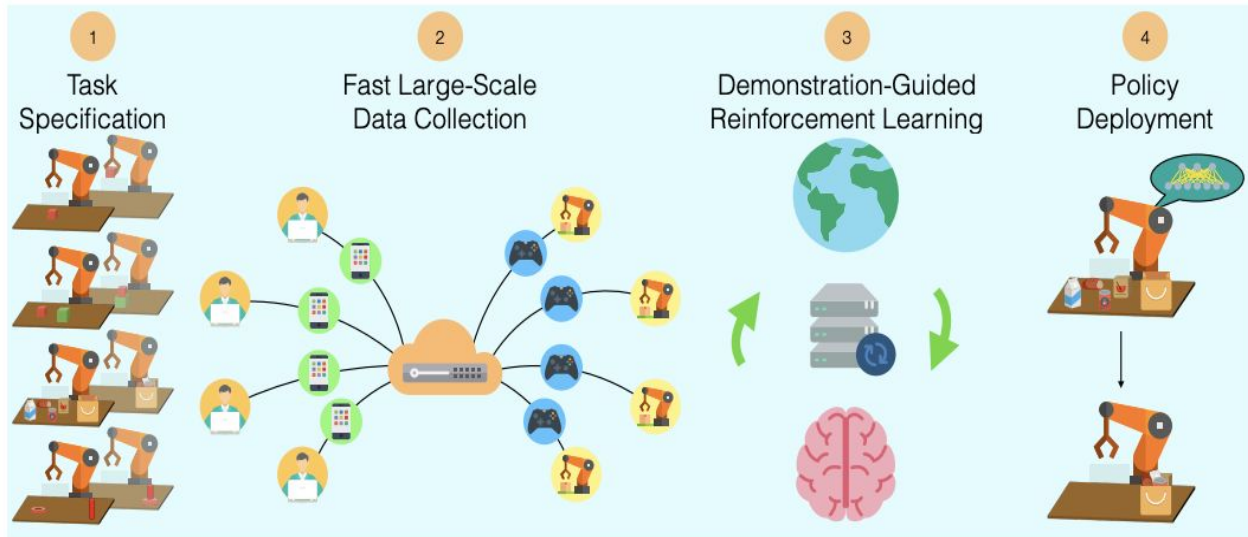 1
Task
Specification
2
Fast Large-Scale
Data Collection
3
Demonstration-Guided
Reinforcement Learning
4
Policy
Deployment